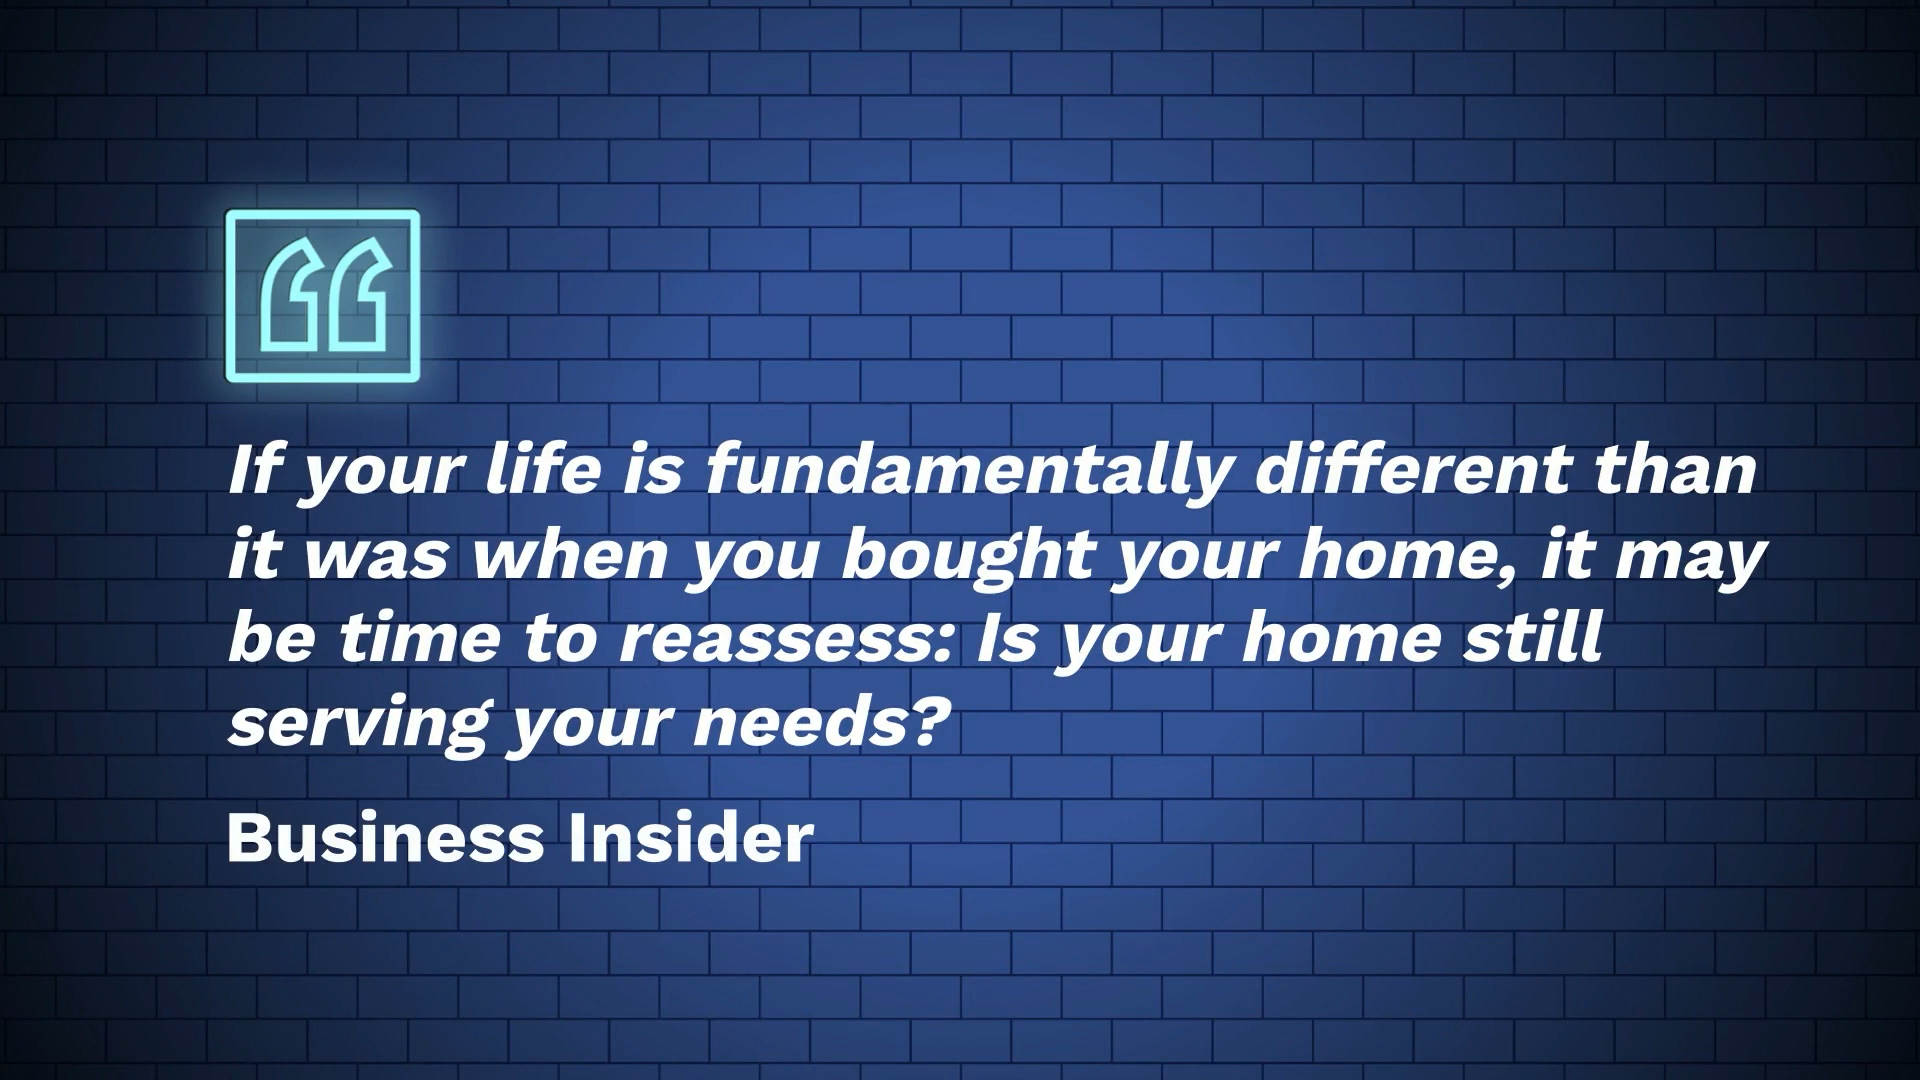 “
If your life is fundamentally different than
it was when you bought your home, it may
be time to reassess: Is your home still
serving your needs?
Business Insider